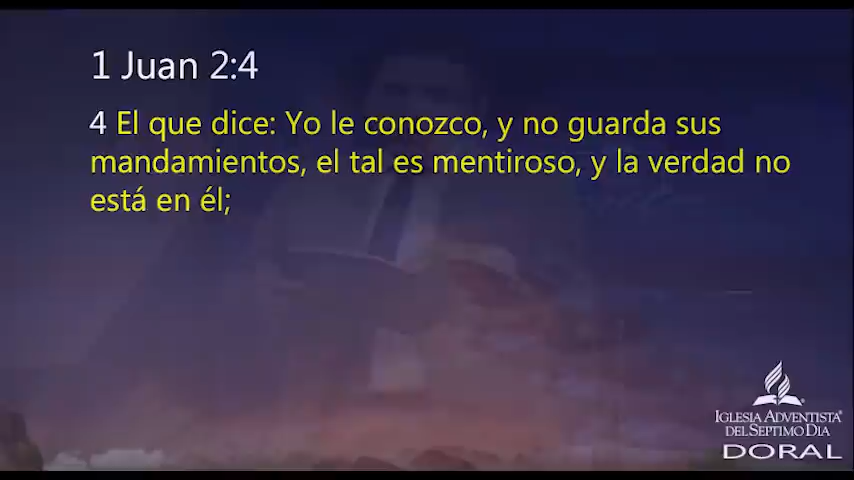 1 Juan 2:4
4 El que dice: Yo le conozco, y no guarda sus
mandamientos, el tal es mentiroso, y la verdad no
está en él;
IGLESIA ADVENTISTA®
DEL SEPTIMO DIA
DORAL